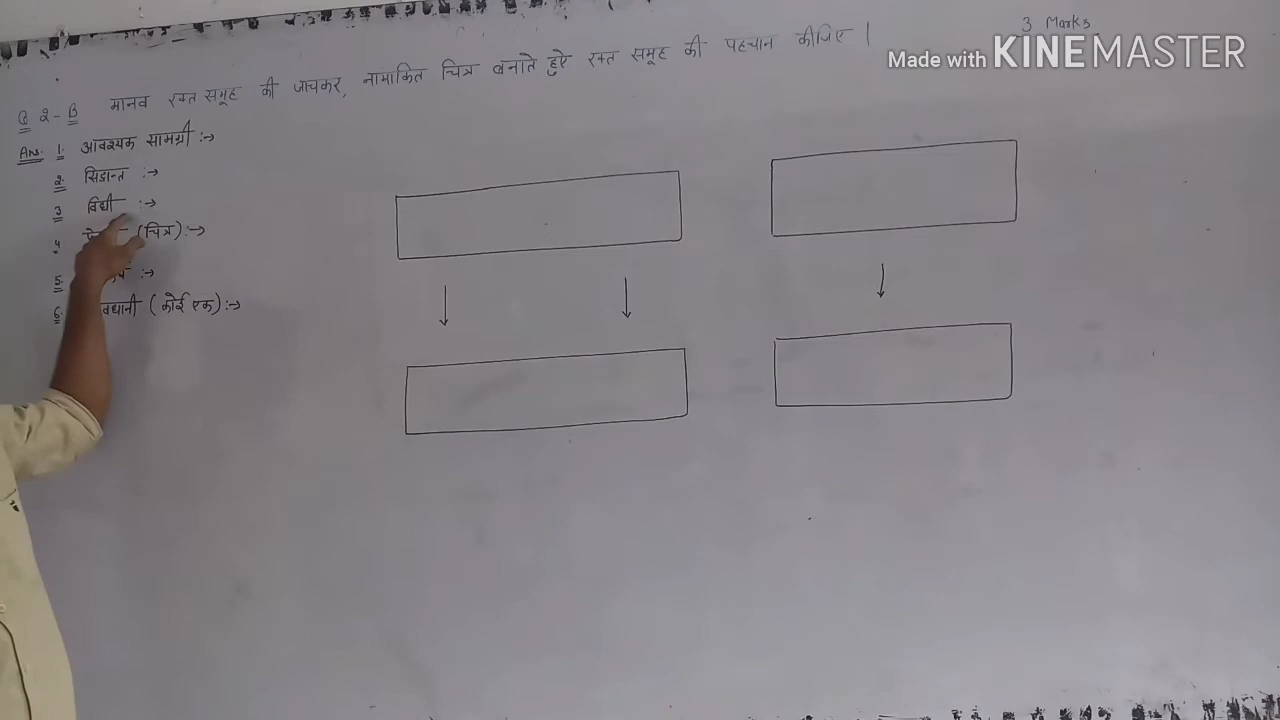 3 Marks
Made with KINEMASTER
Q 2-B मानव रक्त समूह की जाचकर, नामांकित चित्र बनाते हुऐ रक्त समूह की पहचान कीजिए |
Ans. 1. आवश्यक सामग्री :→
2. सिद्धान्त :→
3 विधी :→
4 (चित्र) :→
5. :→
6. (कोई एक) :→